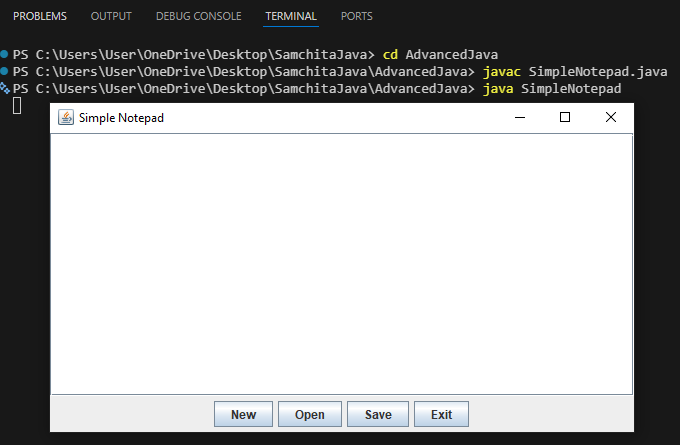 PROBLEMS OUTPUT DEBUG CONSOLE TERMINAL PORTS
PS C:\Users\User\OneDrive\Desktop\SamchitaJava> cd AdvancedJava
PS C:\Users\User\OneDrive\Desktop\SamchitaJava\AdvancedJava> javac SimpleNotepad.java
PS C:\Users\User\OneDrive\Desktop\SamchitaJava\AdvancedJava> java SimpleNotepad
Simple Notepad
New Open Save Exit